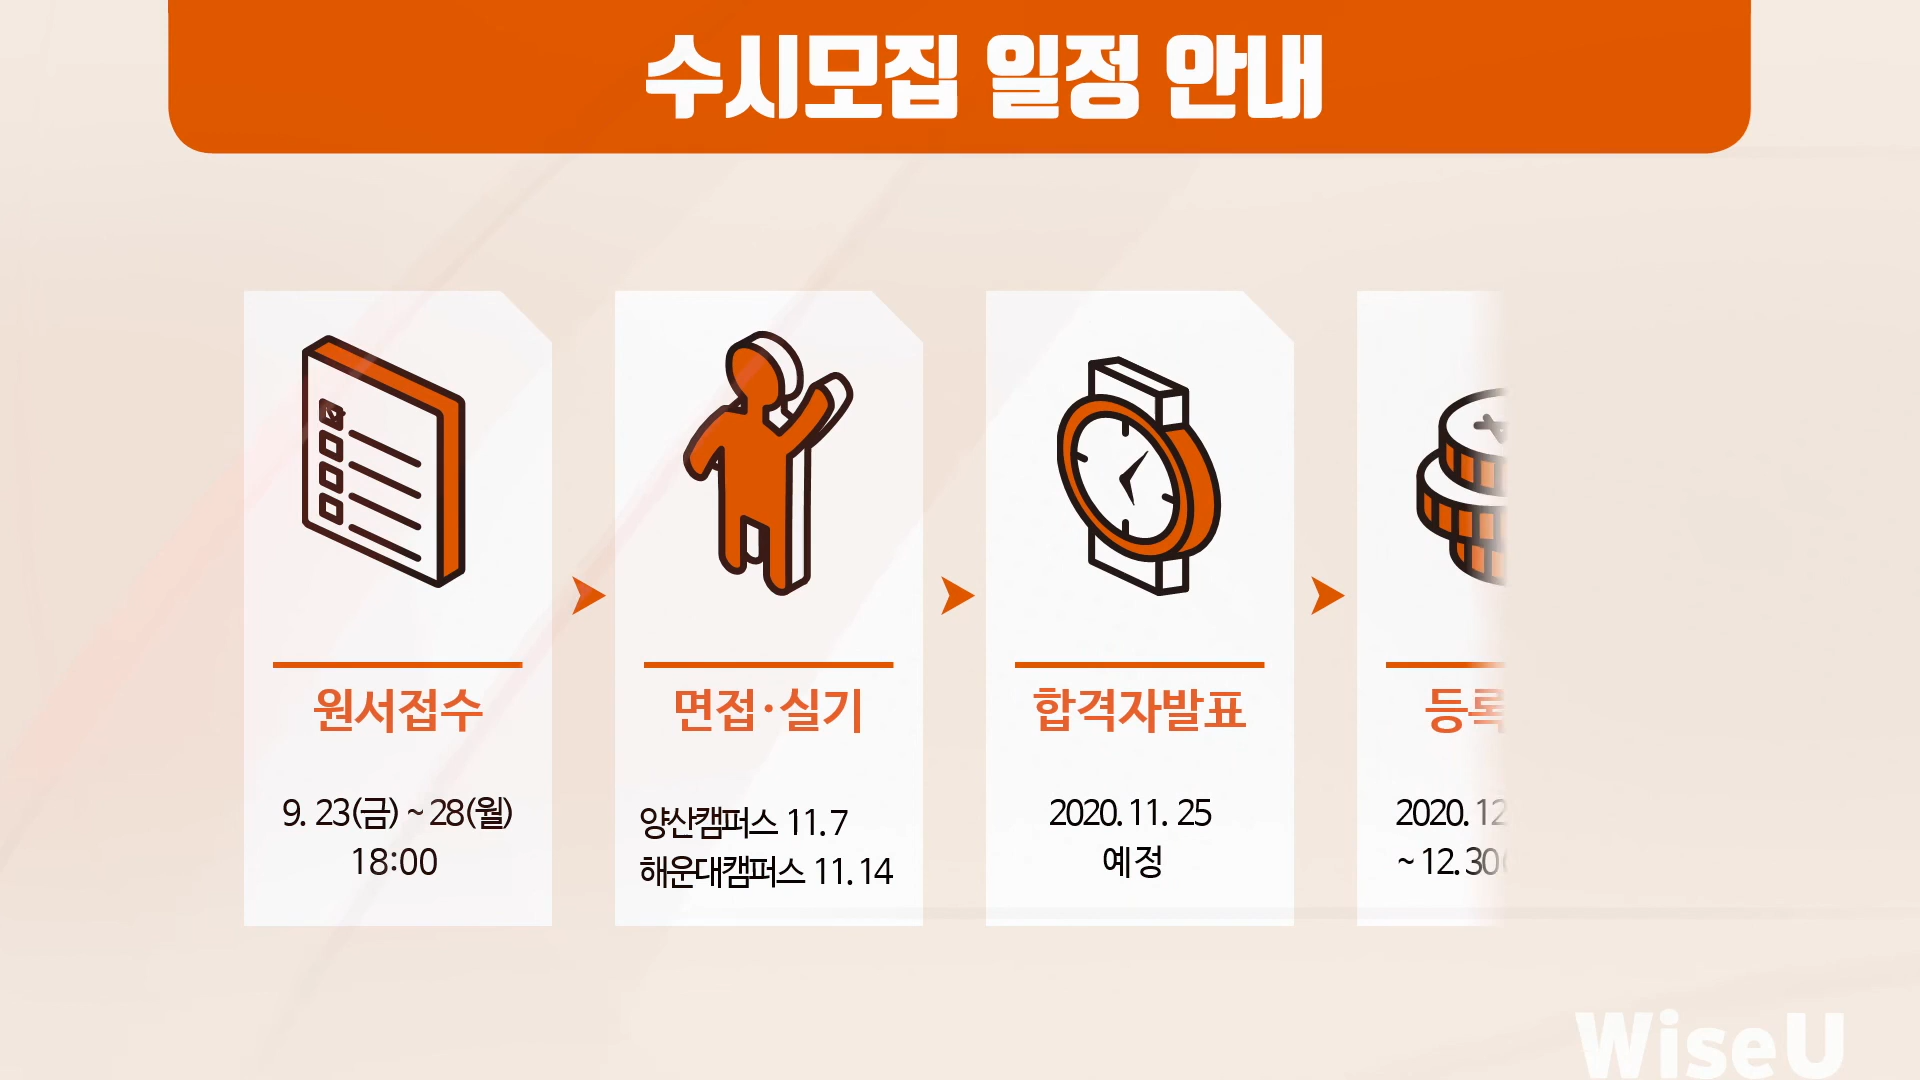 수시모집 일정 안내
원서접수
9. 23(금) ~ 28(월)
18:00
면접·실기
양산캠퍼스 11. 7
해운대캠퍼스 11. 14
합격자발표
2020. 11. 25
예정
등록
2020. 12
~ 12. 30(
WiseU